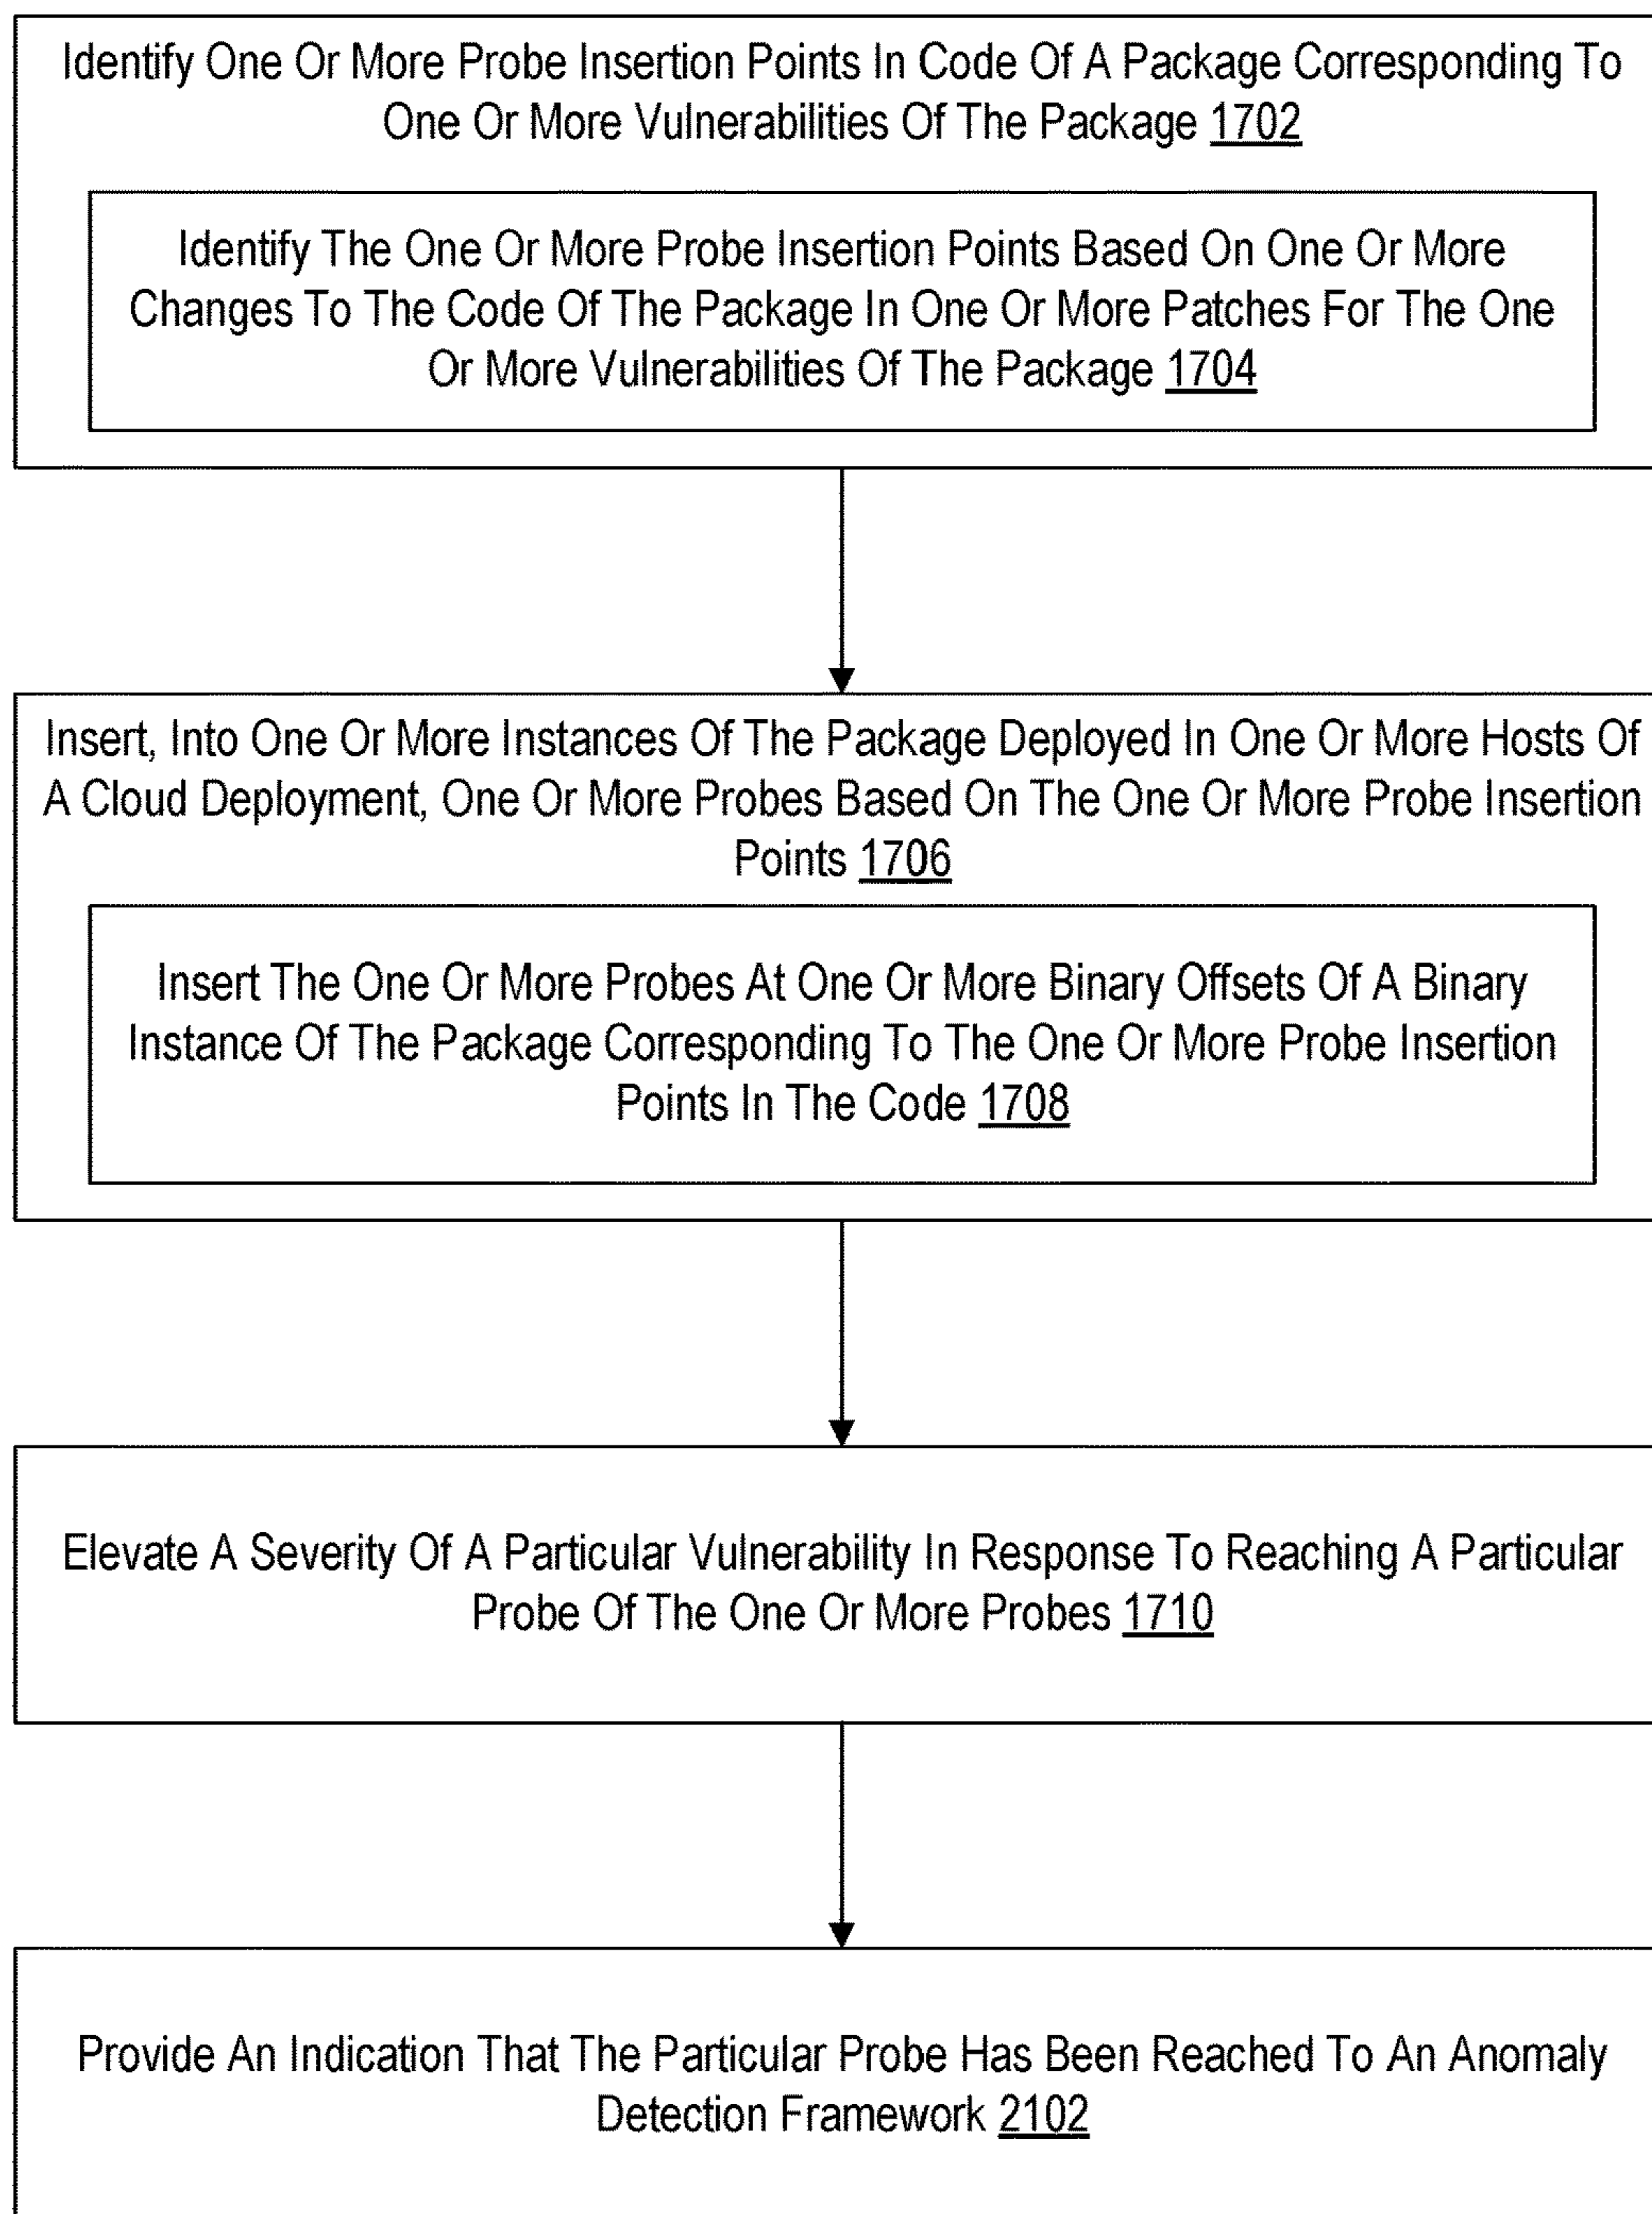 Identify One Or More Probe Insertion Points In Code Of A Package Corresponding To
One Or More Vulnerabilities Of The Package 1702
Identify The One Or More Probe Insertion Points Based On One Or More
Changes To The Code Of The Package In One Or More Patches For The One
Or More Vulnerabilities Of The Package 1704
Insert, Into One Or More Instances Of The Package Deployed In One Or More Hosts Of
A Cloud Deployment, One Or More Probes Based On The One Or More Probe Insertion
Points 1706
Insert The One Or More Probes At One Or More Binary Offsets Of A Binary
Instance Of The Package Corresponding To The One Or More Probe Insertion
Points In The Code 1708
Elevate A Severity Of A Particular Vulnerability In Response To Reaching A Particular
Probe Of The One Or More Probes 1710
Provide An Indication That The Particular Probe Has Been Reached To An Anomaly
Detection Framework 2102